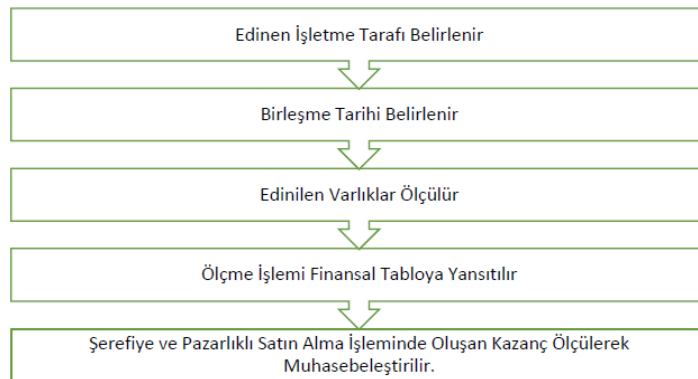 Edinen İşletme Tarafı Belirlenir
Birleşme Tarihi Belirlenir
Edinilen Varlıklar Ölçülür
Ölçme İşlemi Finansal Tabloya Yansıtılır
Şerefiye ve Pazarlıklı Satın Alma İşleminde Oluşan Kazanç Ölçülerek
Muhasebeleştirilir.